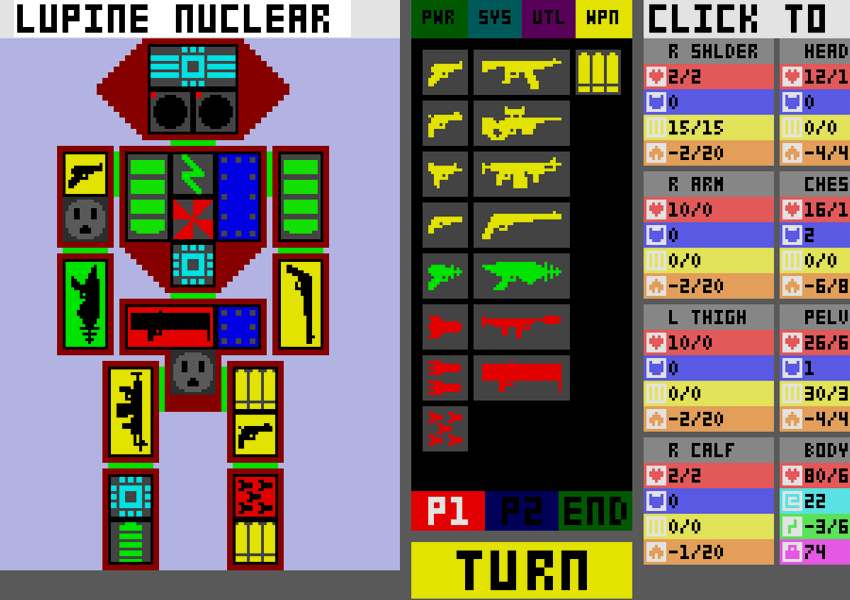 LUPINE NUCLEAR
PWR SYS UTL WPN
CLICK TO
R SHLDER
2/2
0
15/15
-2/20
HEAD
12/1
0
0/0
-4/4
R ARM
10/0
0
0/0
-2/20
CHES
16/1
2
0/0
-6/8
L THIGH
10/0
0
0/0
-2/20
PELV
26/6
1
30/3
-4/4
R CALF
2/2
0
0/0
-1/20
BODY
80/6
22
-3/6
74
P1 P2 END
TURN